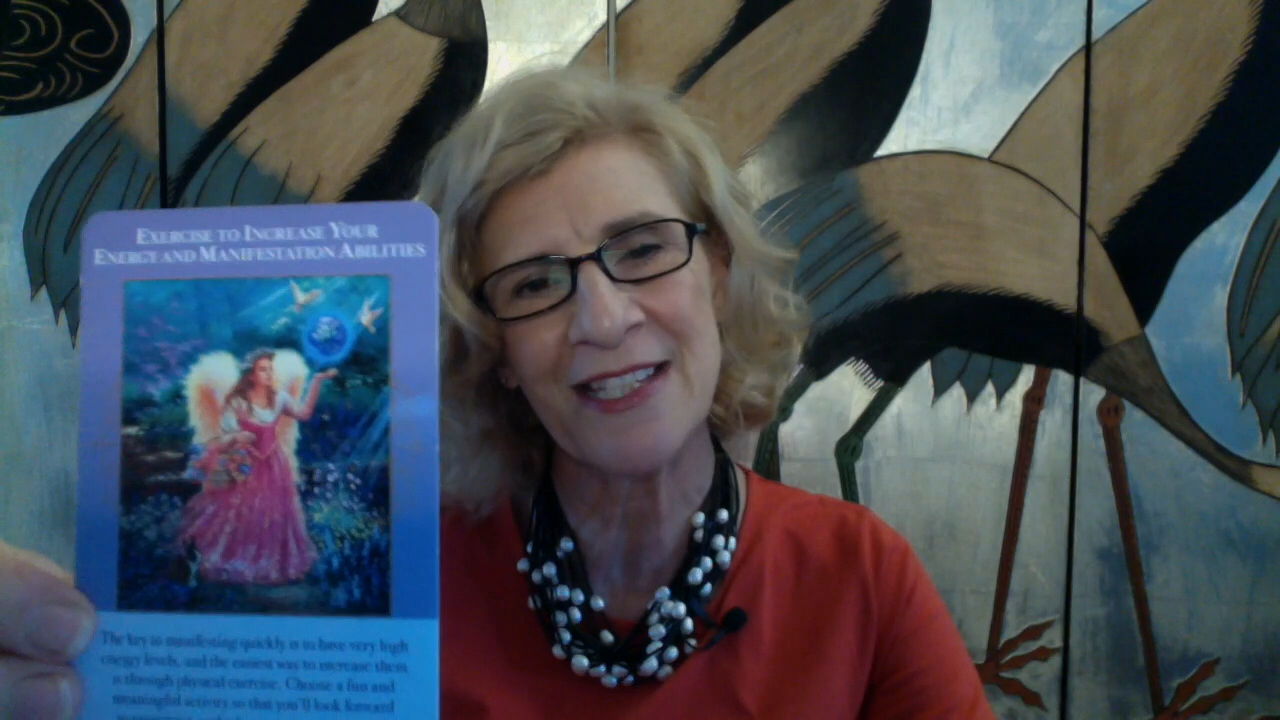 EXERCISE TO INCREASE YOUR
ENERGY AND MANIFESTATION ABILITIES
The key to manifesting quickly is to have very high
energy levels, and the easiest way to increase them
is through physical exercise. Choose a fun and
meaningful activity so that you'll look forward